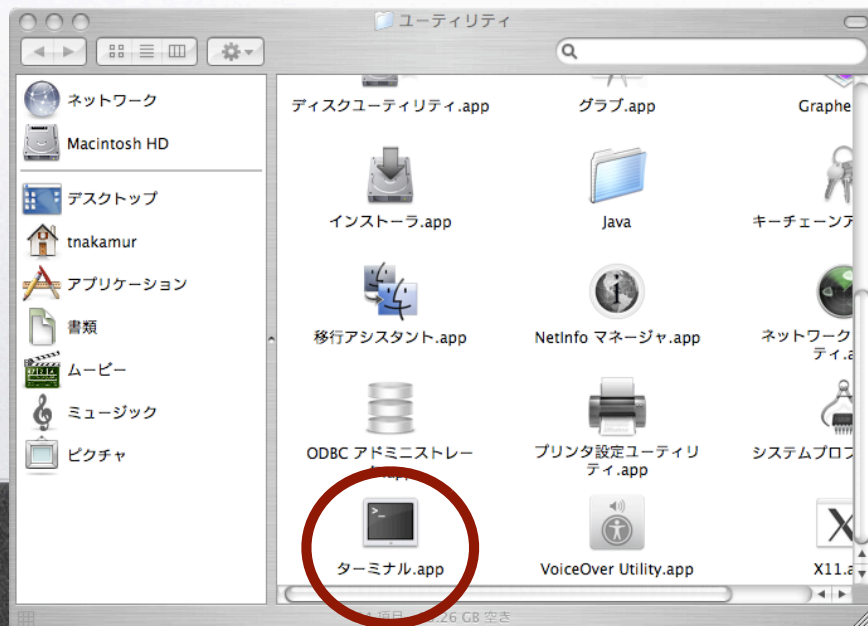 ユーティリティ
ネットワーク
Macintosh HD
デスクトップ
tnakamur
アプリケーション
書類
ムービー
ミュージック
ピクチャ
ディスクユーティリティ.app
グラブ.app
Graphe
インストーラ.app
Java
キーチェーンア
移行アシスタント.app
NetInfo マネージャ.app
ネットワーク
ティ.a
ODBC アドミニストレー
プリンタ設定ユーティリ
ティ.app
システムプロフ
ターミナル.app
VoiceOver Utility.app
X11.a
項目
.26 GB 空き